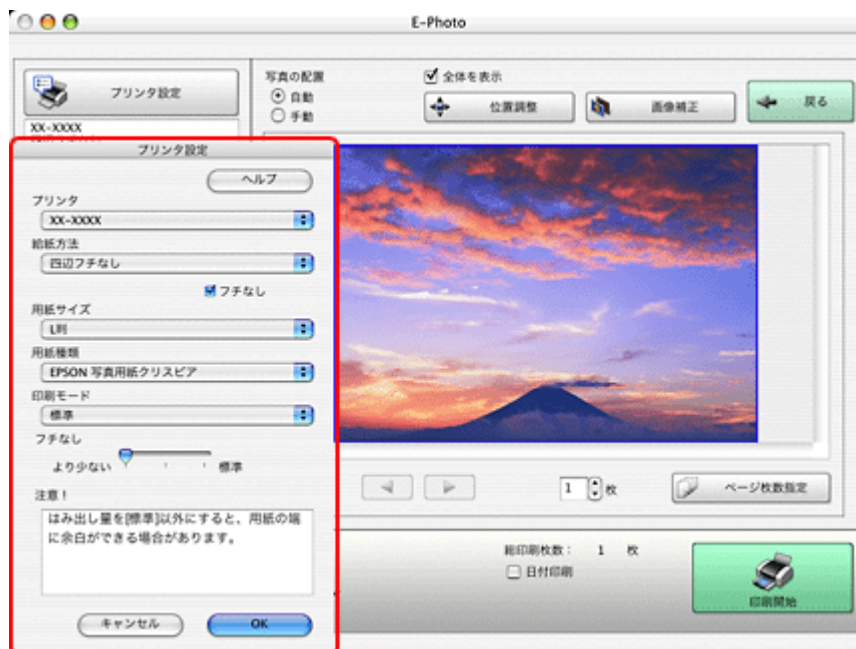 E-Photo
プリンタ設定
XX-XXXX
写真の配置
自動
手動
全体を表示
位置調整
画像補正
戻る
プリンタ設定
ヘルプ
プリンタ
XX-XXXX
給紙方法
四辺フチなし
フチなし
用紙サイズ
L判
用紙種類
EPSON 写真用紙クリスピア
印刷モード
標準
フチなし
より少ない
標準
注意！
はみ出し量を[標準]以外にすると、用紙の端
に余白ができる場合があります。
キャンセル
OK
1 枚
ページ枚数指定
総印刷枚数： 1 枚
日付印刷
印刷開始